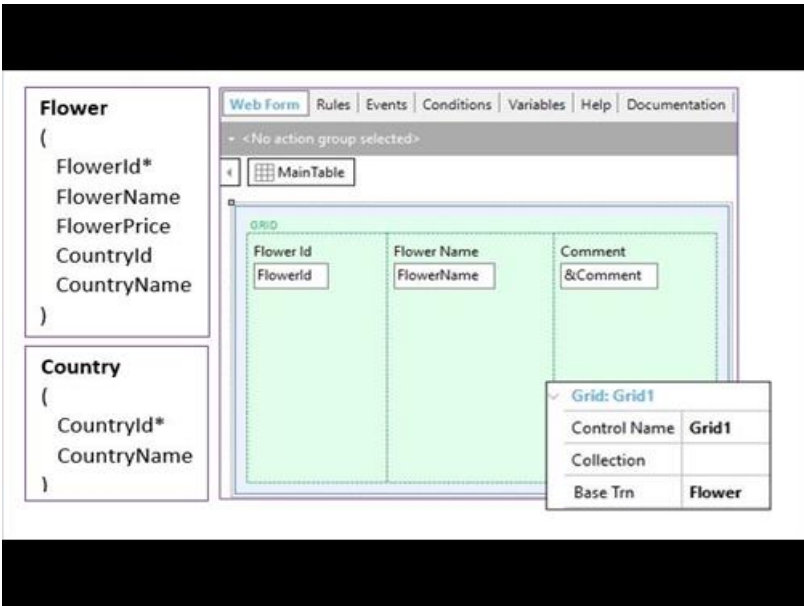 Flower
(
FlowerId*
FlowerName
FlowerPrice
CountryId
CountryName
)
Country
(
CountryId*
CountryName
)
Web Form Rules Events Conditions Variables Help Documentation
<No action group selected>
MainTable
GRID
Flower Id Flower Name Comment
FlowerId FlowerName &Comment
Grid: Grid1
Control Name Grid1
Collection
Base Trn Flower